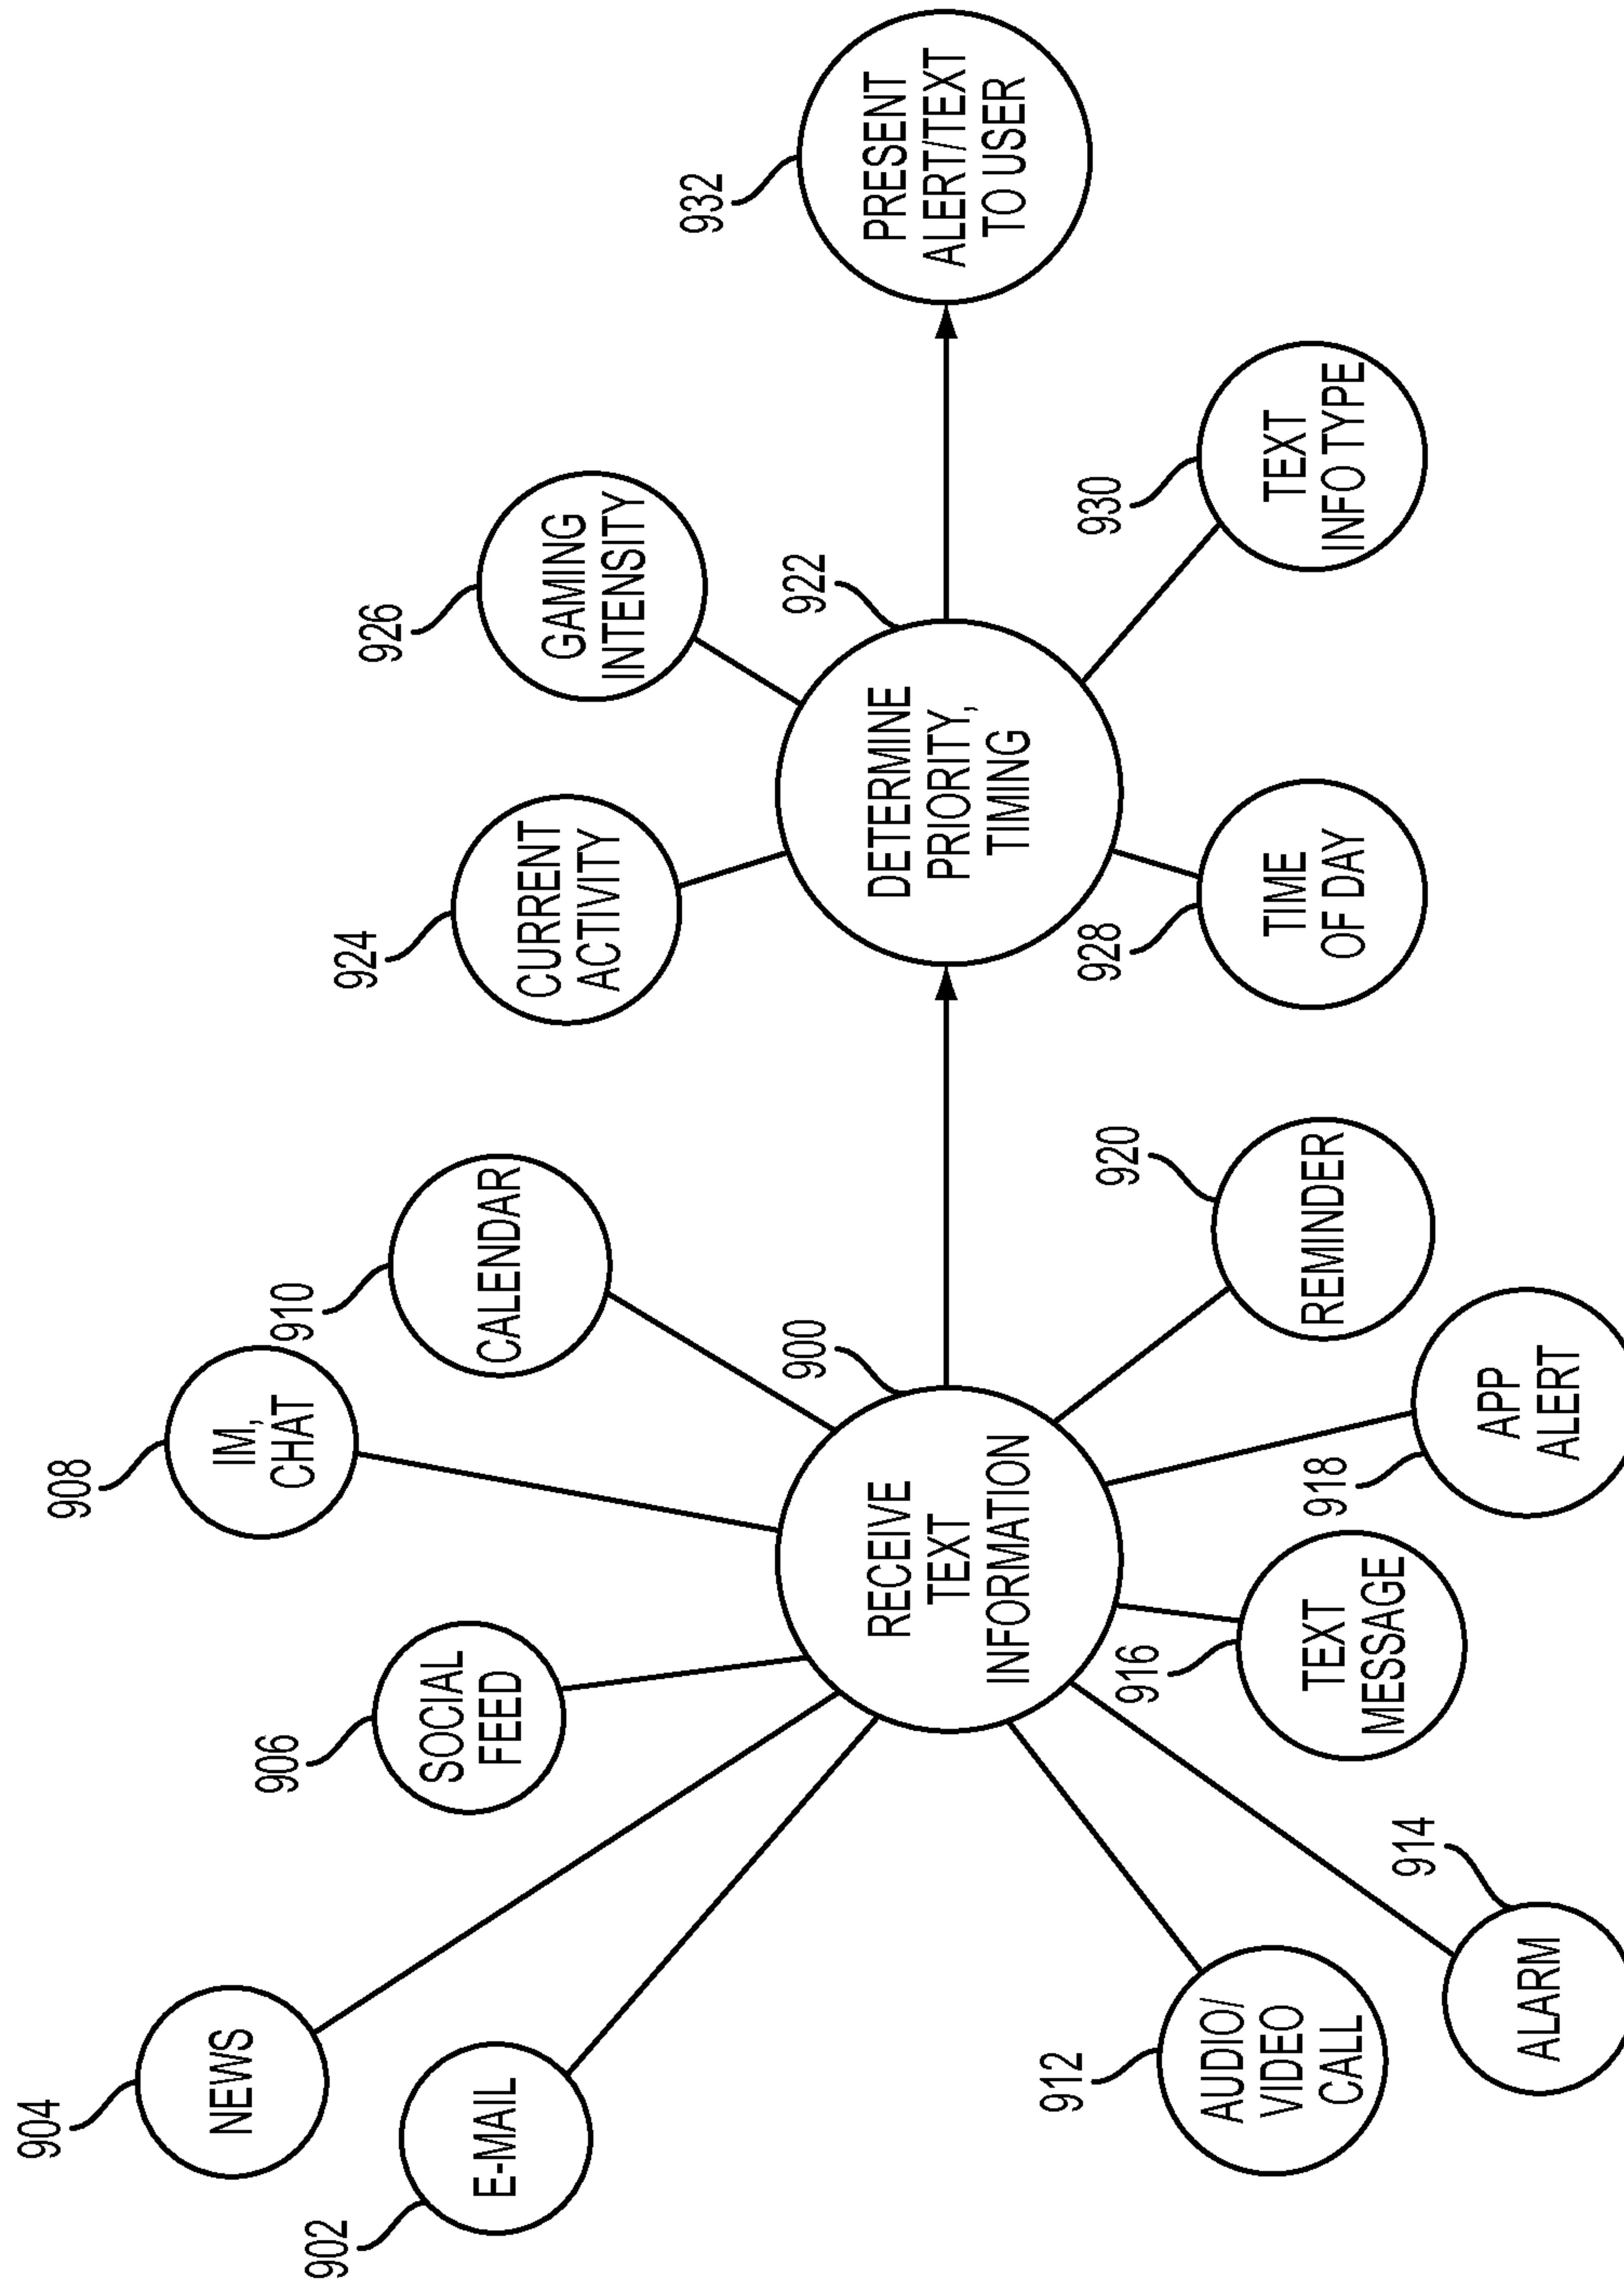 904
NEWS
902
E-MAIL
906
SOCIAL
FEED
908
IM,
CHAT
910
CALENDAR
900
RECEIVE
TEXT
INFORMATION
912
AUDIO/
VIDEO
CALL
914
ALARM
916
TEXT
MESSAGE
918
APP
ALERT
920
REMINDER
924
CURRENT
ACTIVITY
926
GAMING
INTENSITY
922
DETERMINE
PRIORITY,
TIMING
928
TIME
OF DAY
930
TEXT
INFO TYPE
932
PRESENT
ALERT/TEXT
TO USER